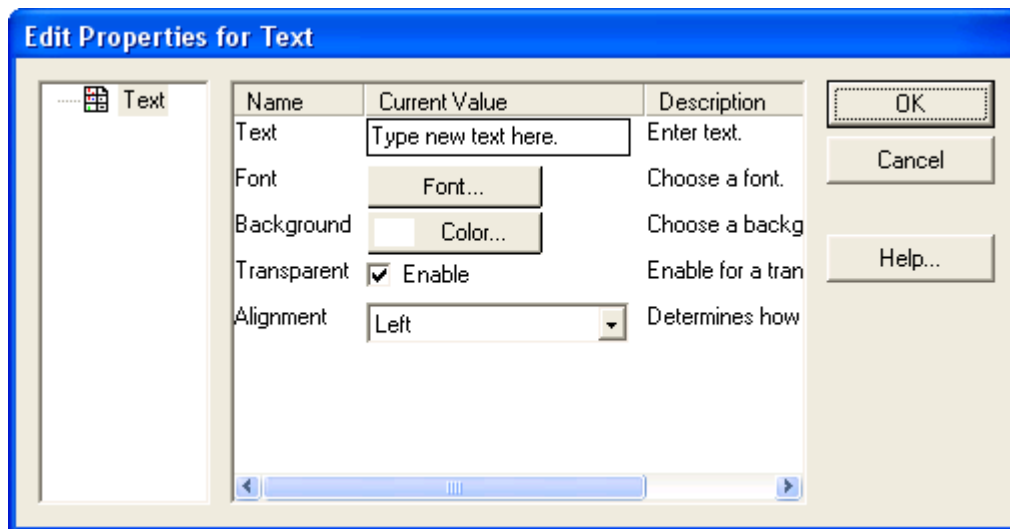 Edit Properties for Text
Text
Name Current Value Description
Text Type new text here. Enter text.
Font Font... Choose a font.
Background Color... Choose a backg
Transparent Enable Enable for a tran
Alignment Left Determines how
OK
Cancel
Help...